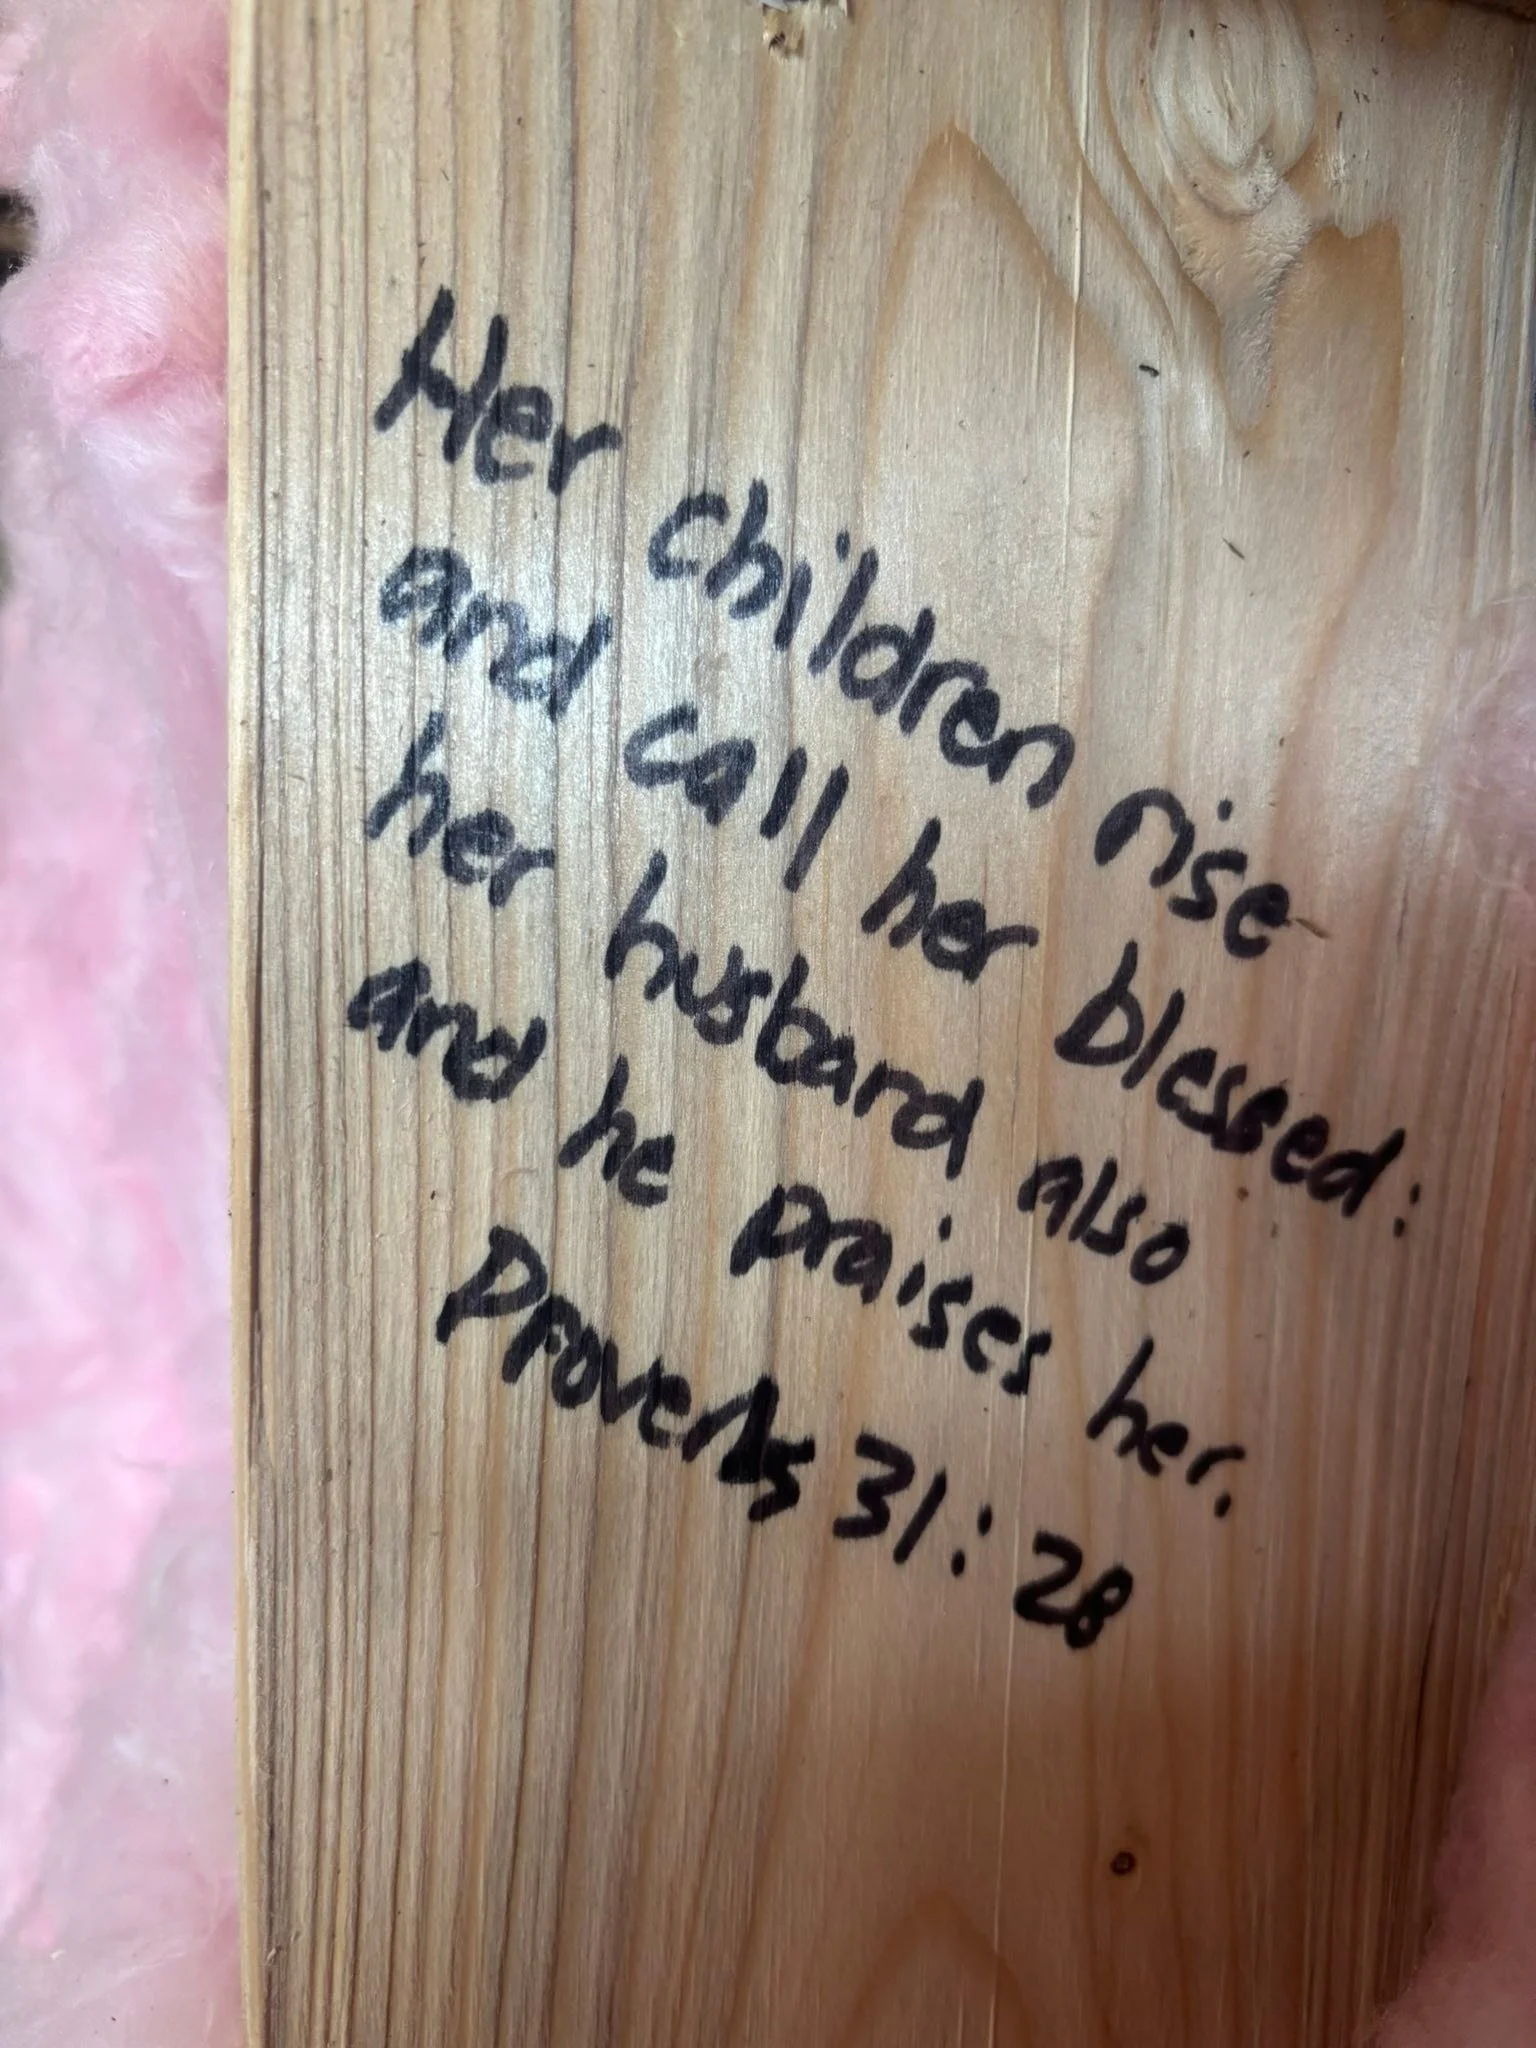 Her children rise
and call her blessed:
her husband also
and he praises her.
Proverbs 31:28